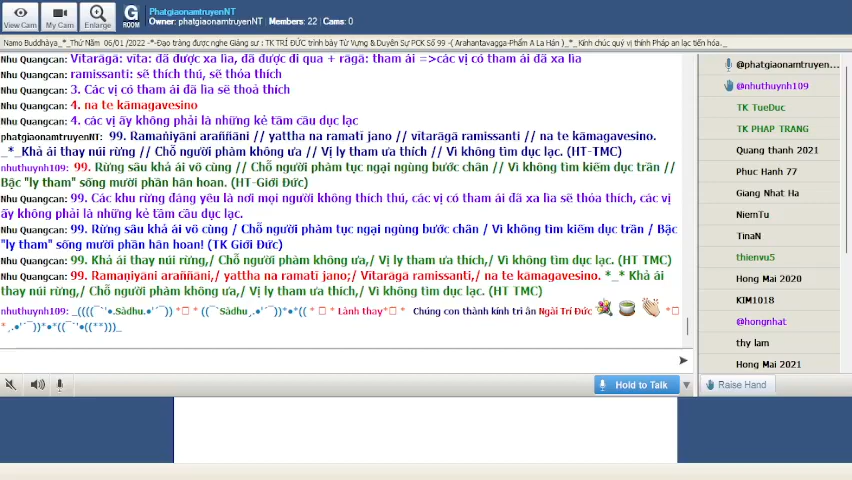 View Cam
My Cam
Enlarge
G
ROOM
PhatgiaonamtruyenNT
Owner: phatgiaonamtruyenNT Members: 22 | Cams: 0
Namo Buddhàya_*_Thứ Năm 06/01 /2022 -*-Đạo tràng được nghe Giảng sư : TK TRÍ ĐỨC trình bày Từ Vựng & Duyên Sự PCK Số 99 -( Arahantavagga-Phẩm A La Hán )_*_ Kính chúc quý vị thính Pháp an lạc tiến hóa._
Như Quangcan: Vītarāgā: vīta: đã được xa lìa, đã được đi qua + rāga: tham ái =>các vị có tham ái đã xa lìa
Như Quangcan: ramissanti: sẽ thích thú, sẽ thỏa thích
Như Quangcan: 3. Các vị có tham ái đã lìa sẽ thoả thích
Như Quangcan: 4. na te kāmagavesino
Như Quangcan: 4. các vị ấy không phải là những kẻ tầm cầu dục lạc
phatgiaonamtruyenNT: 99. Ramaṇīyāni araññāni // yattha na ramatī jano // vītarāgā ramissanti // na te kāmagavesino.
_*_Khả ái thay núi rừng // Chỗ người phàm không ưa // Vị ly tham ưa thích // Vì không tìm dục lạc. (HT-TMC)
nhuthuynh109: 99. Rừng sâu khả ái vô cùng // Chỗ người phàm tục ngại ngùng bước chân // Vì không tìm kiếm dục trần //
Bậc "ly tham" sống mười phần hân hoan. (HT-Giới Đức)
Như Quangcan: 99. Các khu rừng đáng yêu là nơi mọi người không thích thú, các vị có tham ái đã xa lìa sẽ thỏa thích, các vị
ấy không phải là những kẻ tầm cầu dục lạc.
Như Quangcan: 99. Rừng sâu khả ái vô cùng / Chỗ người phàm tục ngại ngùng bước chân / Vì không tìm kiếm dục trần / Bậc
"ly tham" sống mười phần hân hoan! (TK Giới Đức)
Như Quangcan: 99. Khả ái thay núi rừng,/ Chỗ người phàm không ưa,/ Vị ly tham ưa thích,/ Vì không tìm dục lạc. (HT TMC)
Như Quangcan: 99. Ramaṇīyāni araññāni,/ yattha na ramatī jano;/ Vītarāgā ramissanti,/ na te kāmagavesino. *_* Khả ái
thay núi rừng,/ Chỗ người phàm không ưa,/ Vị ly tham ưa thích,/ Vì không tìm dục lạc. (HT TMC)
nhuthuynh109: _((((¯`'•.Sàdhu.•'´¯)) *
 * ((¯`Sàdhu¸.•'´¯))*•*(( * * Lành thay* * Chúng con thành kính tri ân Ngài Trí Đức *
* ,.•'´¯))*•*((¯`'•((**)))_
Hold to Talk
@phatgiaonamtruyen...
@nhuthuynh109
TK TueDuc
TK PHAP TRANG
Quang thanh 2021
Phuc Hanh 77
Giang Nhat Ha
NiemTu
TinaN
thienvu5
Hong Mai 2020
KIM1018
@hongnhat
thy lam
Hong Mai 2021
Raise Hand